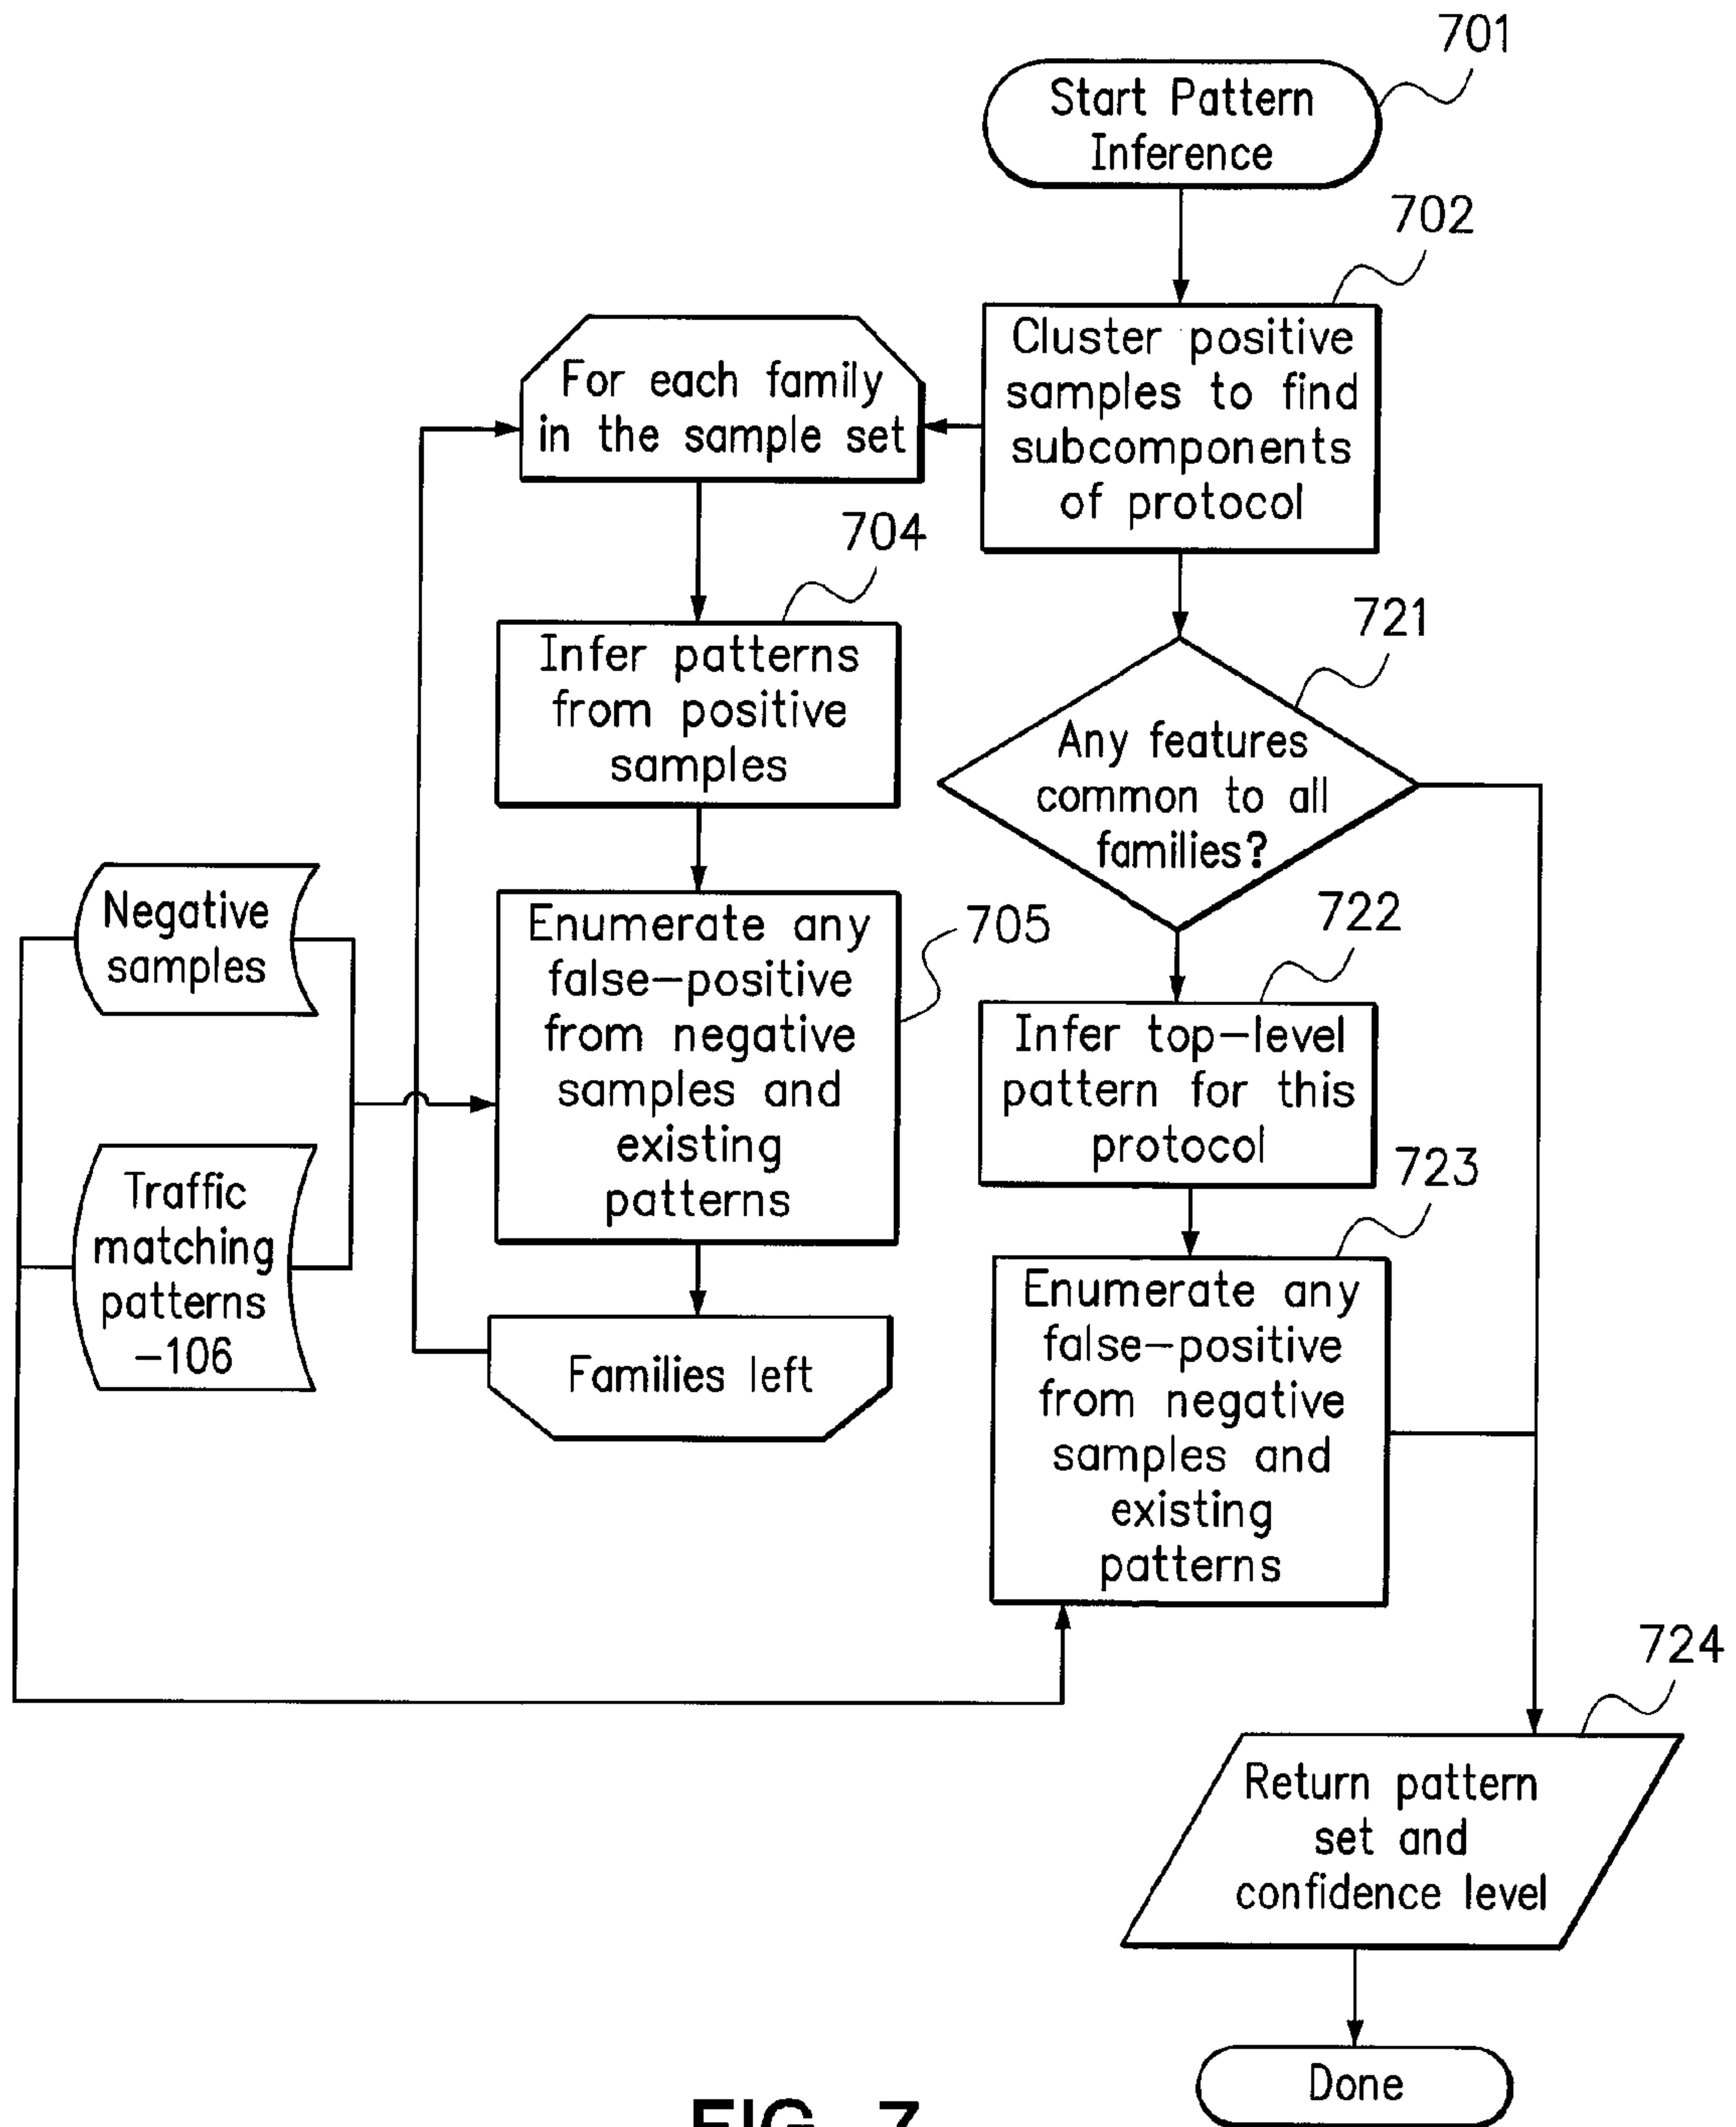 701
Start Pattern
Inference
702
Cluster positive
samples to find
subcomponents
of protocol
For each family
in the sample set
704
Infer patterns
from positive
samples
721
Any features
common to all
families?
Negative
samples
705
Enumerate any
false-positive
from negative
samples and
existing
patterns
722
Infer top-level
pattern for this
protocol
Traffic
matching
patterns
-106
723
Enumerate any
false-positive
from negative
samples and
existing
patterns
Families left
724
Return pattern
set and
confidence level
Done
FIG. 7